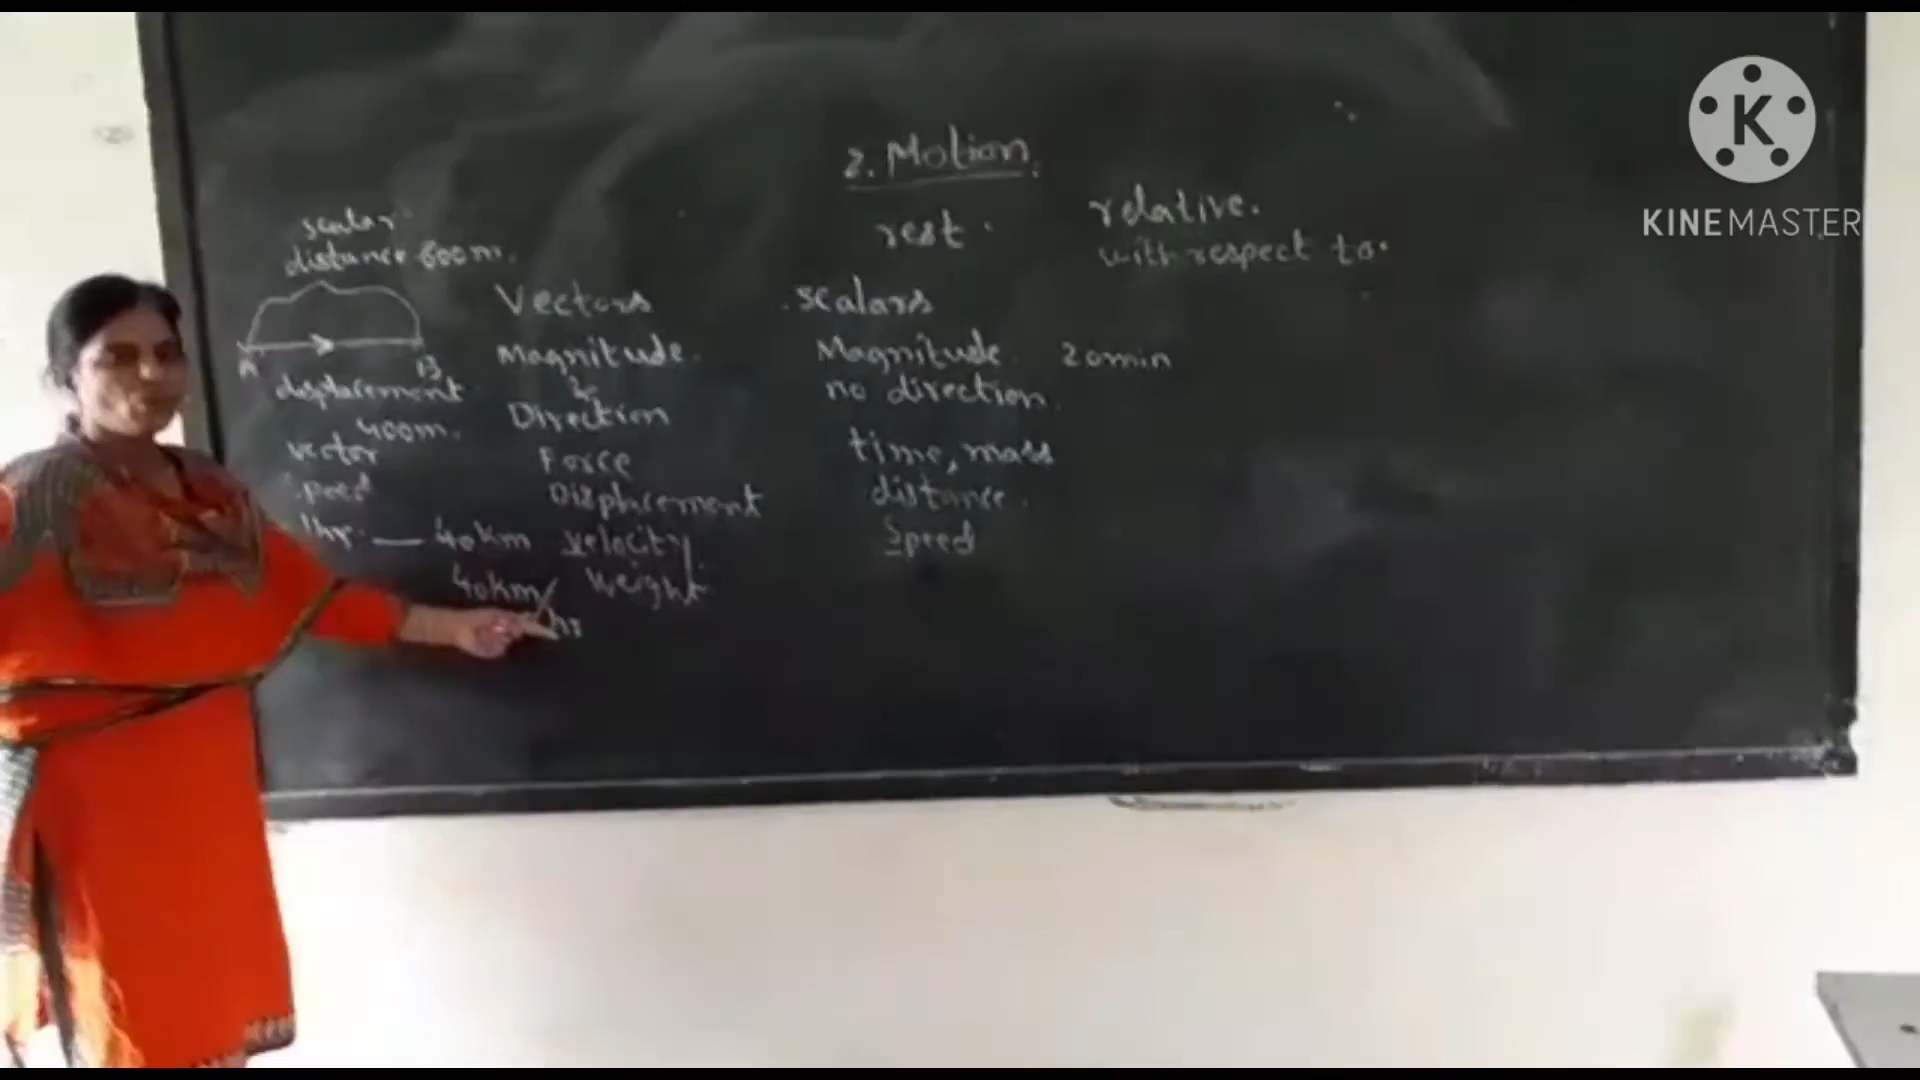 2. Motion.
rest.
relative.
with respect to.
scalar
distance 800m.
A
B
displacement
400m.
vector
speed
1hr. — 40km
40km/
hr
Vectors
Magnitude.
&
Direction
Force
Displacement
velocity
weight
scalars
Magnitude. 20min
no direction.
time, mass
distance.
Speed
K
KINEMASTER